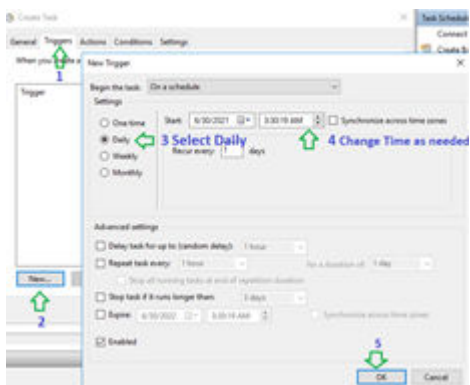 Create Task
Task Schedul
Connect
General Triggers Actions Conditions Settings
Create B
When you create a
1
New Trigger
Trigger
Begin the task: On a schedule
Settings
One time
Start: 6/30/2021 3:30:19 AM Synchronize across time zones
Daily
3 Select Daily
4 Change Time as needed
Recur every: 1 days
Weekly
Monthly
Advanced settings
Delay task for up to (random delay): 1 hour
Repeat task every: 1 hour for a duration of: 1 day
Stop all running tasks at end of repetition duration
Stop task if it runs longer than: 3 days
Expire: 6/30/2022 3:30:19 AM Synchronize across time zones
Enabled
New...
2
5
OK Cancel